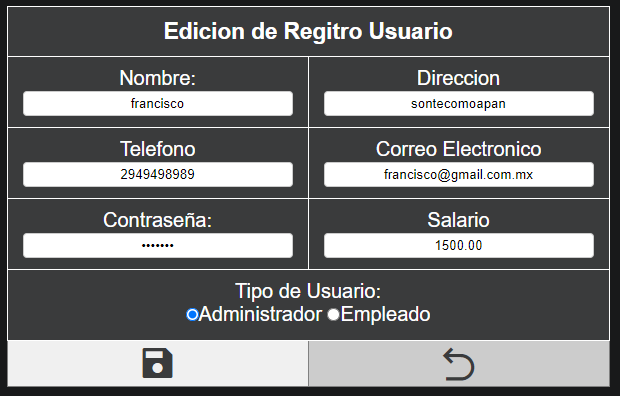 Edicion de Regitro Usuario
Nombre: Direccion
francisco sontecomoapan
Telefono Correo Electronico
2949498989 francisco@gmail.com.mx
Contraseña: Salario
••••••• 1500.00
Tipo de Usuario:
Administrador Empleado